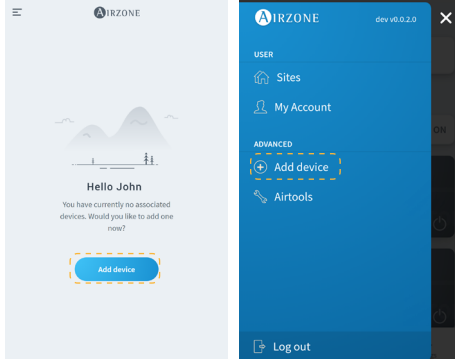 AIRZONE
Hello John
You have currently no associated
devices. Would you like to add one
now?
Add device
AIRZONE dev v0.0.2.0
USER
Sites
My Account
ADVANCED
Add device
Airtools
Log out
ON